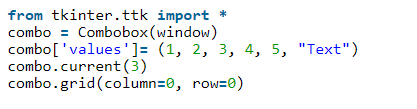 from tkinter.ttk import *
combo = Combobox(window)
combo['values']= (1, 2, 3, 4, 5, "Text")
combo.current(3)
combo.grid(column=0, row=0)